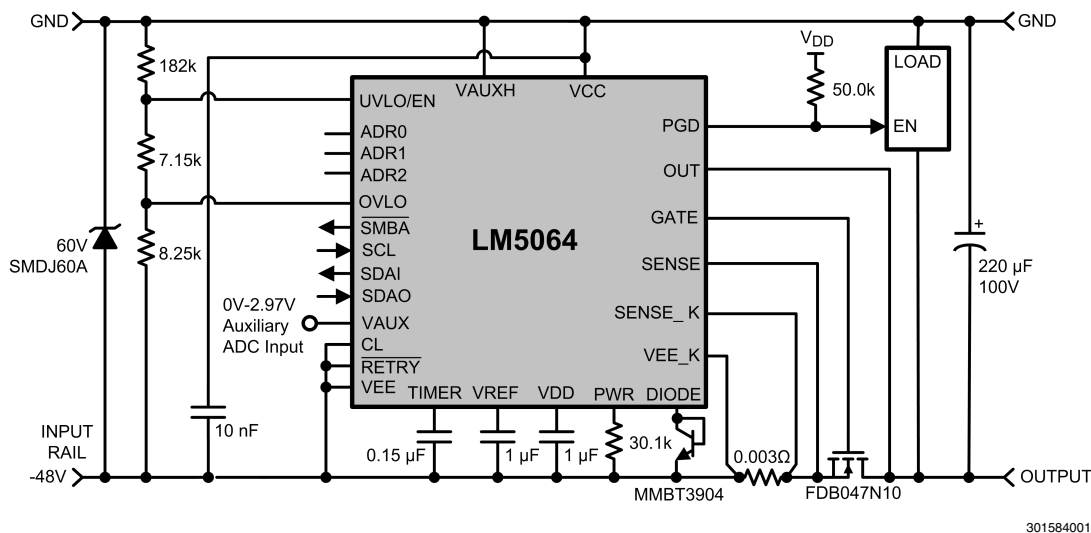 GND
GND
VDD
182k
LOAD
VAUXH
VCC
50.0k
UVLO/EN
PGD
EN
ADR0
ADR1
7.15k
ADR2
OUT
OVLO
GATE
SMBA
LM5064
60V
SMDJ60A
8.25k
SCL
SENSE
220 µF
100V
SDAI
SDAO
0V-2.97V
Auxiliary
ADC Input
SENSE_ K
VAUX
CL
VEE_K
RETRY
VEE
TIMER
VREF
VDD
PWR
DIODE
INPUT
RAIL
-48V
10 nF
0.15 µF
1 µF
1 µF
30.1k
0.003Ω
MMBT3904
FDB047N10
OUTPUT
301584001